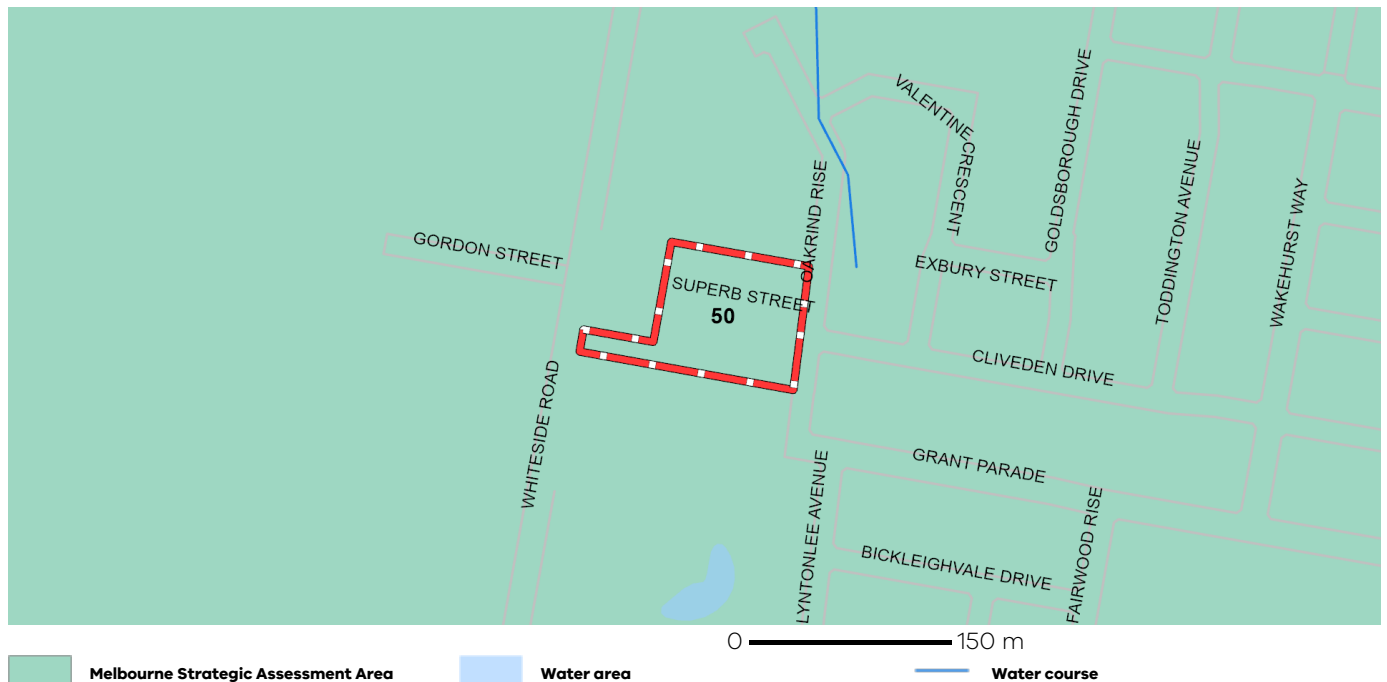 VALENTINE CRESCENT
GOLDSBOROUGH DRIVE
TODDINGTON AVENUE
WAKEHURST WAY
OAKRIND RISE
GORDON STREET
EXBURY STREET
SUPERB STREET
50
CLIVEDEN DRIVE
WHITESIDE ROAD
GRANT PARADE
LYNTONLEE AVENUE
FAIRWOOD RISE
BICKLEIGHVALE DRIVE
0 150 m
Melbourne Strategic Assessment Area Water area Water course